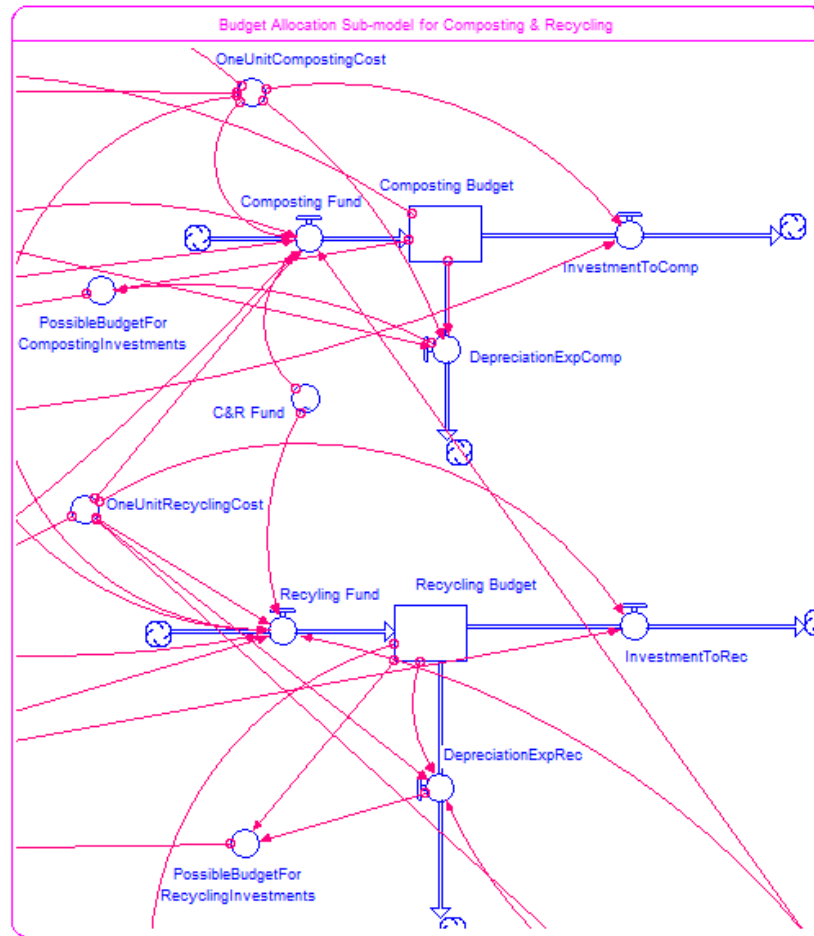 Budget Allocation Sub-model for Composting & Recycling
OneUnitCompostingCost
Composting Fund
Composting Budget
InvestmentToComp
PossibleBudgetFor
CompostingInvestments
DepreciationExpComp
C&R Fund
OneUnitRecyclingCost
Recyling Fund
Recycling Budget
InvestmentToRec
DepreciationExpRec
PossibleBudgetFor
RecyclingInvestments